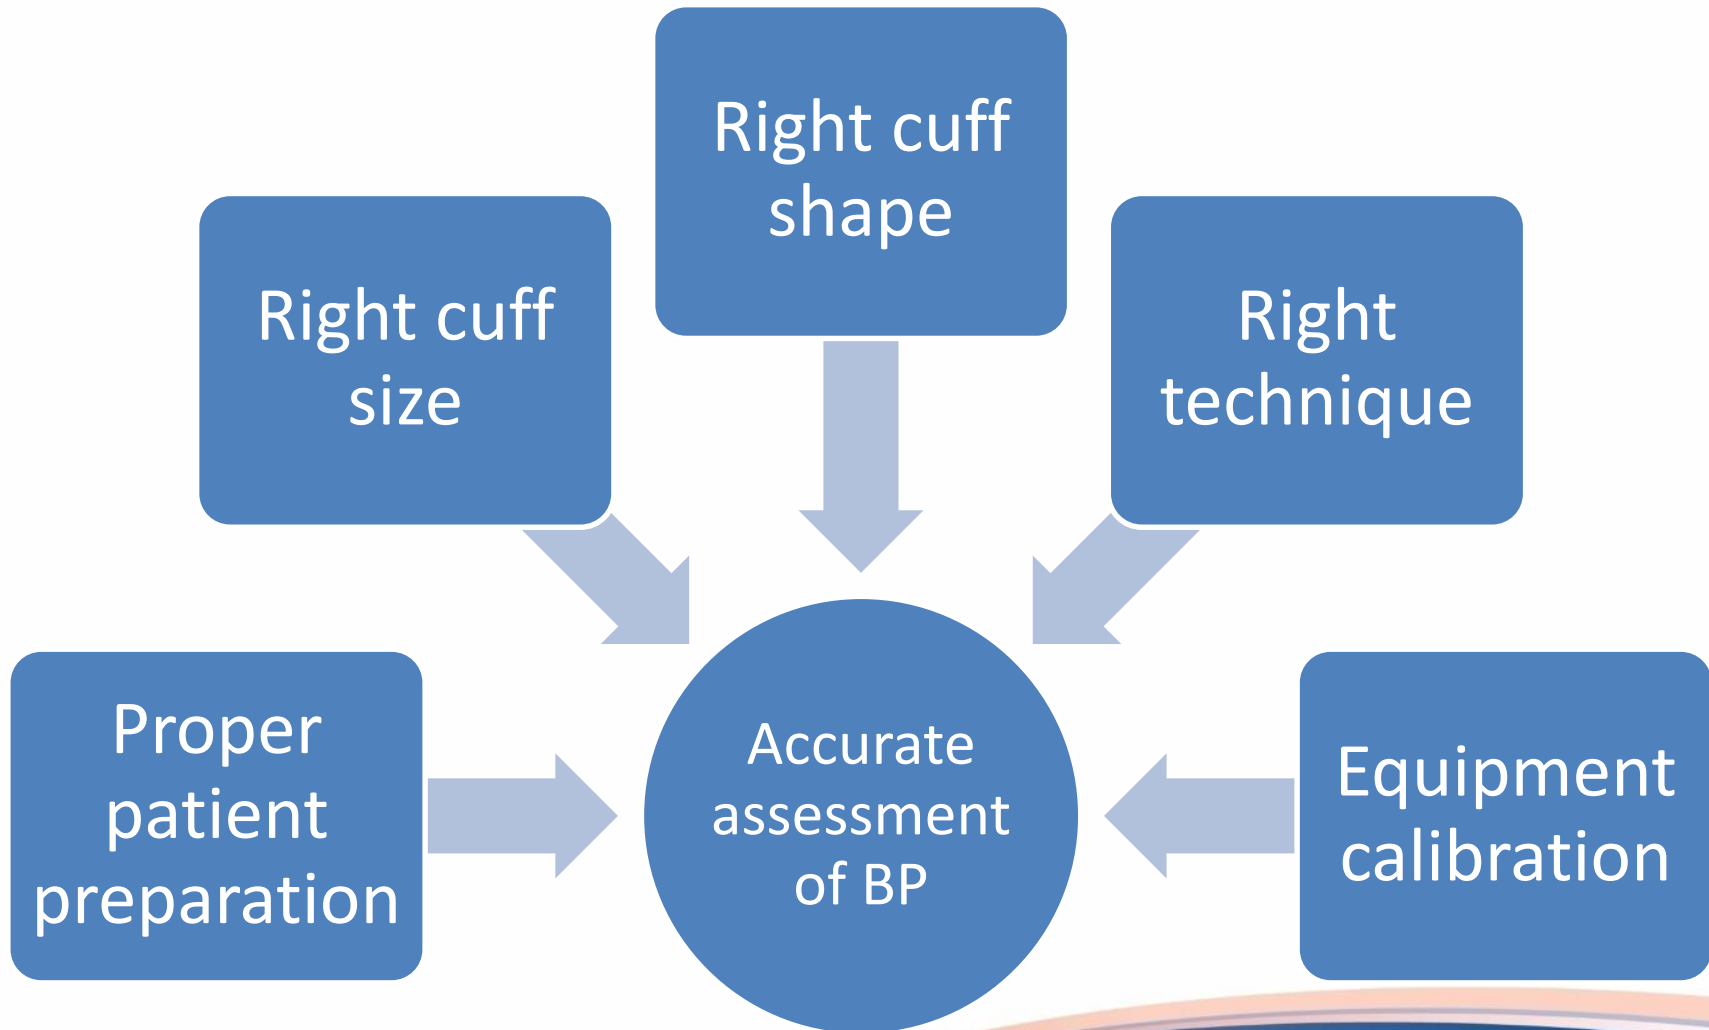 Right cuff
shape
Right cuff
size
Right
technique
Proper
patient
preparation
Accurate
assessment
of BP
Equipment
calibration